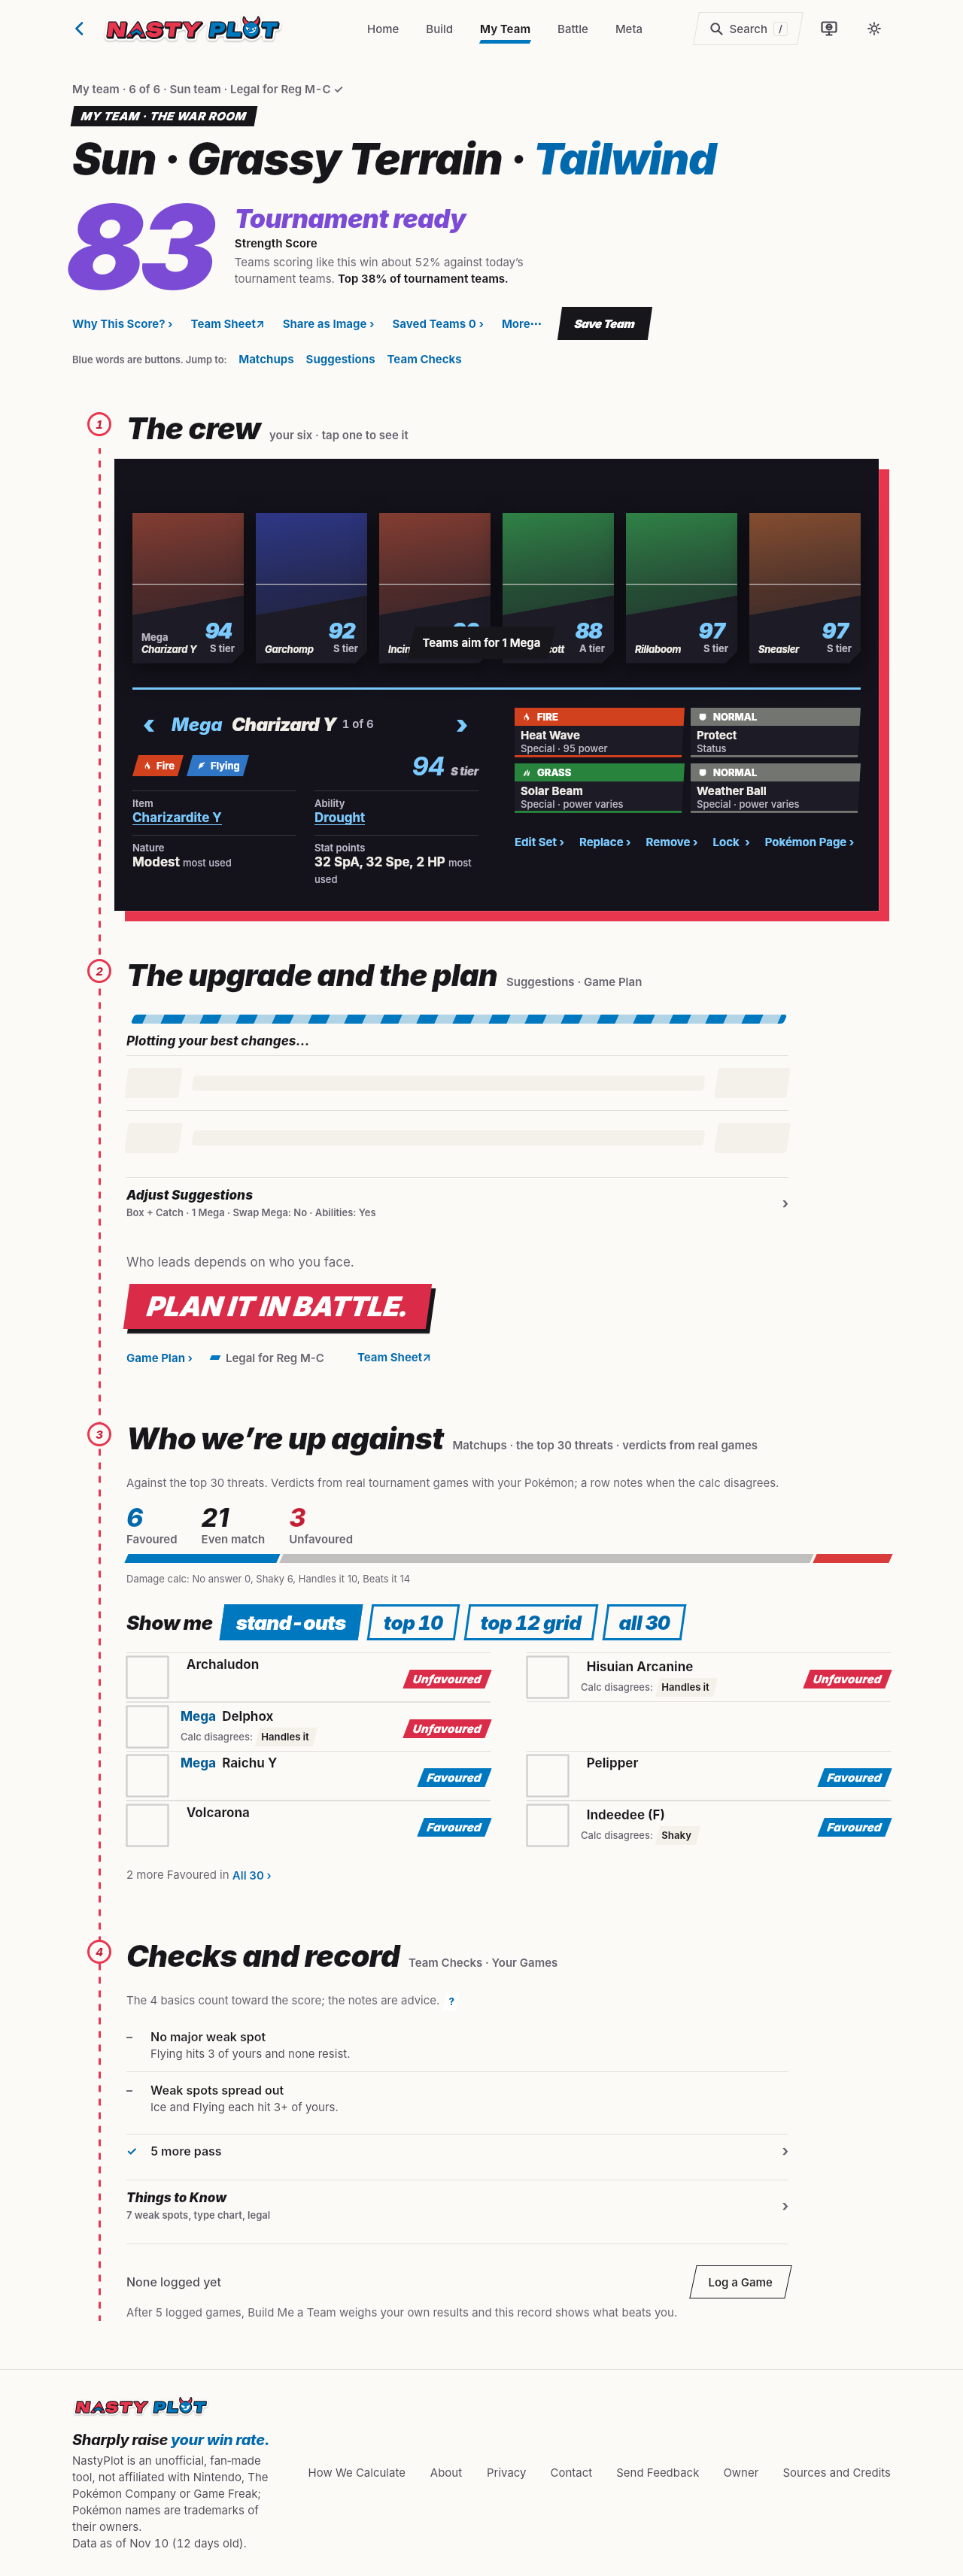 NASTY PLOT
Home
Build
My Team
Battle
Meta
Search /
My team · 6 of 6 · Sun team · Legal for Reg M-C ✓
MY TEAM · THE WAR ROOM
Sun · Grassy Terrain · Tailwind
83
Tournament ready
Strength Score
Teams scoring like this win about 52% against today's
tournament teams. Top 38% of tournament teams.
Why This Score? ›
Team Sheet↗
Share as Image ›
Saved Teams 0 ›
More···
Save Team
Blue words are buttons. Jump to: Matchups Suggestions Team Checks
1
The crew your six · tap one to see it
Mega
Charizard Y
94
S tier
Garchomp
92
S tier
Incin
Teams aim for 1 Mega
cott
88
A tier
Rillaboom
97
S tier
Sneasler
97
S tier
‹ Mega Charizard Y 1 of 6 ›
Fire
Flying
94 S tier
Item
Charizardite Y
Ability
Drought
Nature
Modest most used
Stat points
32 SpA, 32 Spe, 2 HP most
used
FIRE
Heat Wave
Special · 95 power
NORMAL
Protect
Status
GRASS
Solar Beam
Special · power varies
NORMAL
Weather Ball
Special · power varies
Edit Set ›
Replace ›
Remove ›
Lock ›
Pokémon Page ›
2
The upgrade and the plan Suggestions · Game Plan
Plotting your best changes…
Adjust Suggestions
Box + Catch · 1 Mega · Swap Mega: No · Abilities: Yes
›
Who leads depends on who you face.
PLAN IT IN BATTLE.
Game Plan ›
Legal for Reg M-C
Team Sheet↗
3
Who we're up against Matchups · the top 30 threats · verdicts from real games
Against the top 30 threats. Verdicts from real tournament games with your Pokémon; a row notes when the calc disagrees.
6
Favoured
21
Even match
3
Unfavoured
Damage calc: No answer 0, Shaky 6, Handles it 10, Beats it 14
Show me stand-outs top 10 top 12 grid all 30
Archaludon
Unfavoured
Hisuian Arcanine
Calc disagrees: Handles it
Unfavoured
Mega Delphox
Calc disagrees: Handles it
Unfavoured
Mega Raichu Y
Favoured
Pelipper
Favoured
Volcarona
Favoured
Indeedee (F)
Calc disagrees: Shaky
Favoured
2 more Favoured in All 30 ›
4
Checks and record Team Checks · Your Games
The 4 basics count toward the score; the notes are advice. ?
– No major weak spot
Flying hits 3 of yours and none resist.
– Weak spots spread out
Ice and Flying each hit 3+ of yours.
✓ 5 more pass ›
Things to Know
7 weak spots, type chart, legal
›
None logged yet
Log a Game
After 5 logged games, Build Me a Team weighs your own results and this record shows what beats you.
NASTY PLOT
Sharply raise your win rate.
NastyPlot is an unofficial, fan-made
tool, not affiliated with Nintendo, The
Pokémon Company or Game Freak;
Pokémon names are trademarks of
their owners.
Data as of Nov 10 (12 days old).
How We Calculate
About
Privacy
Contact
Send Feedback
Owner
Sources and Credits